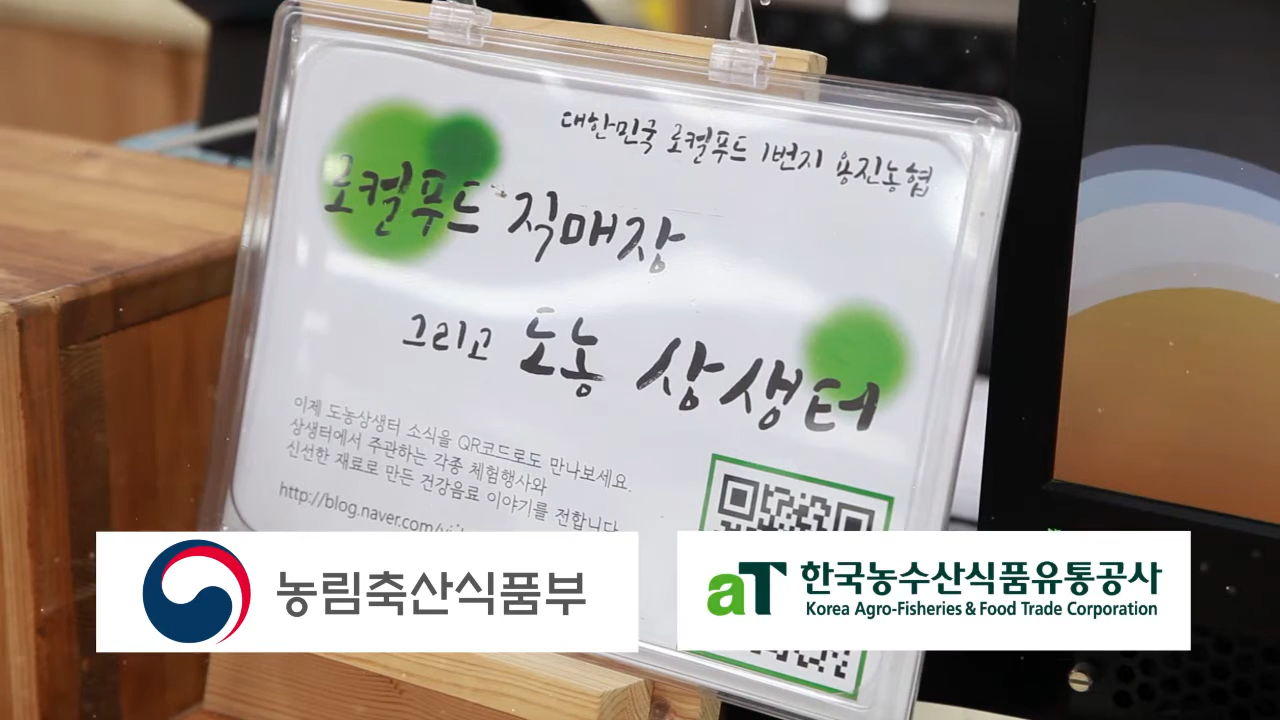 대한민국 로컬푸드 1번지 용진농협
로컬푸드 직매장
그리고 도농 상생터
이제 도농상생터 소식을 QR코드로도 만나보세요.
상생터에서 주관하는 각종 체험행사와
신선한 재료로 만든 건강음료 이야기를 전합니다
http://blog.naver.com/
농림축산식품부
aT 한국농수산식품유통공사
Korea Agro-Fisheries & Food Trade Corporation